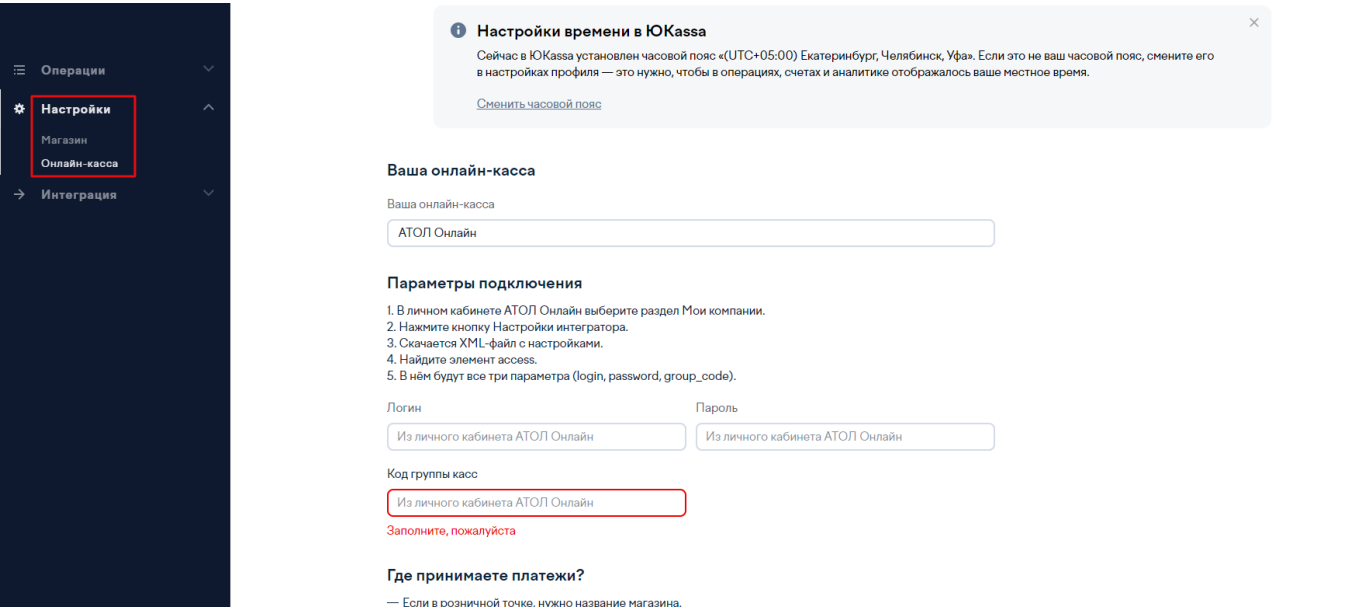 Операции
Настройки
Магазин
Онлайн-касса
Интеграция
Настройки времени в ЮKassa
Сейчас в ЮKassa установлен часовой пояс «(UTC+05:00) Екатеринбург, Челябинск, Уфа». Если это не ваш часовой пояс, смените его
в настройках профиля — это нужно, чтобы в операциях, счетах и аналитике отображалось ваше местное время.
Сменить часовой пояс
Ваша онлайн-касса
Ваша онлайн-касса
АТОЛ Онлайн
Параметры подключения
1. В личном кабинете АТОЛ Онлайн выберите раздел Мои компании.
2. Нажмите кнопку Настройки интегратора.
3. Скачается XML-файл с настройками.
4. Найдите элемент access.
5. В нём будут все три параметра (login, password, group_code).
Логин
Пароль
Из личного кабинета АТОЛ Онлайн
Из личного кабинета АТОЛ Онлайн
Код группы касс
Из личного кабинета АТОЛ Онлайн
Заполните, пожалуйста
Где принимаете платежи?
— Если в розничной точке, нужно название магазина.